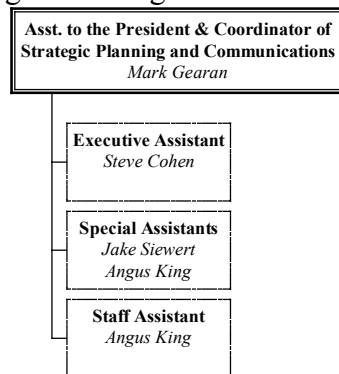 Asst. to the President & Coordinator of
Strategic Planning and Communications
Mark Gearan
Executive Assistant
Steve Cohen
Special Assistants
Jake Siewert
Angus King
Staff Assistant
Angus King